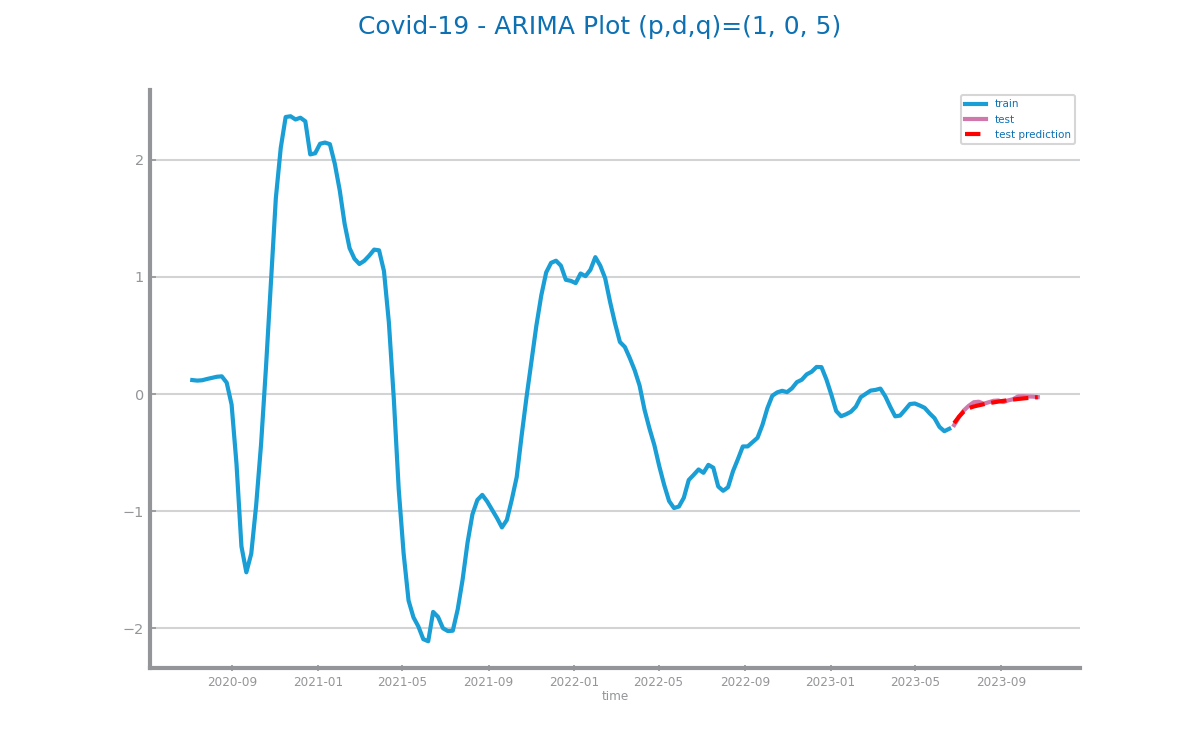 Covid-19 - ARIMA Plot (p,d,q)=(1, 0, 5)
train
test
test prediction
2
1
0
−1
−2
2020-09 2021-01 2021-05 2021-09 2022-01 2022-05 2022-09 2023-01 2023-05 2023-09
time